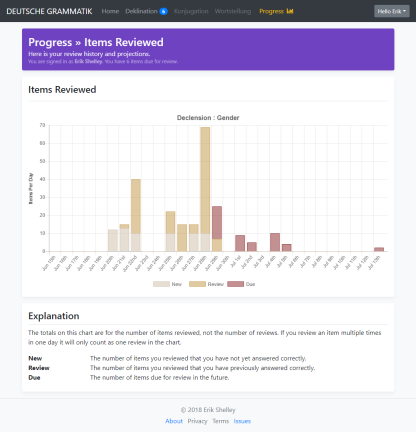 DEUTSCHE GRAMMATIK Home Deklination 6 Konjugation Wortstellung Progress Hello Erik
Progress » Items Reviewed
Here is your review history and projections.
You are signed in as Erik Shelley. You have 6 items due for review.
Items Reviewed
Declension : Gender
Items Per Day
70
60
50
40
30
20
10
0
Jun 15th Jun 16th Jun 17th Jun 18th Jun 19th Jun 20th Jun 21st Jun 22nd Jun 23rd Jun 24th Jun 25th Jun 26th Jun 27th Jun 28th Jun 29th Jun 30th Jul 1st Jul 2nd Jul 3rd Jul 4th Jul 5th Jul 6th Jul 7th Jul 8th Jul 9th Jul 10th Jul 11th Jul 12th Jul 13th
New Review Due
Explanation
The totals on this chart are for the number of items reviewed, not the number of reviews. If you review an item multiple times
in one day it will only count as one review in the chart.
New The number of items you reviewed that you have not yet answered correctly.
Review The number of items you reviewed that you have previously answered correctly.
Due The number of items due for review in the future.
© 2018 Erik Shelley
About Privacy Terms Issues